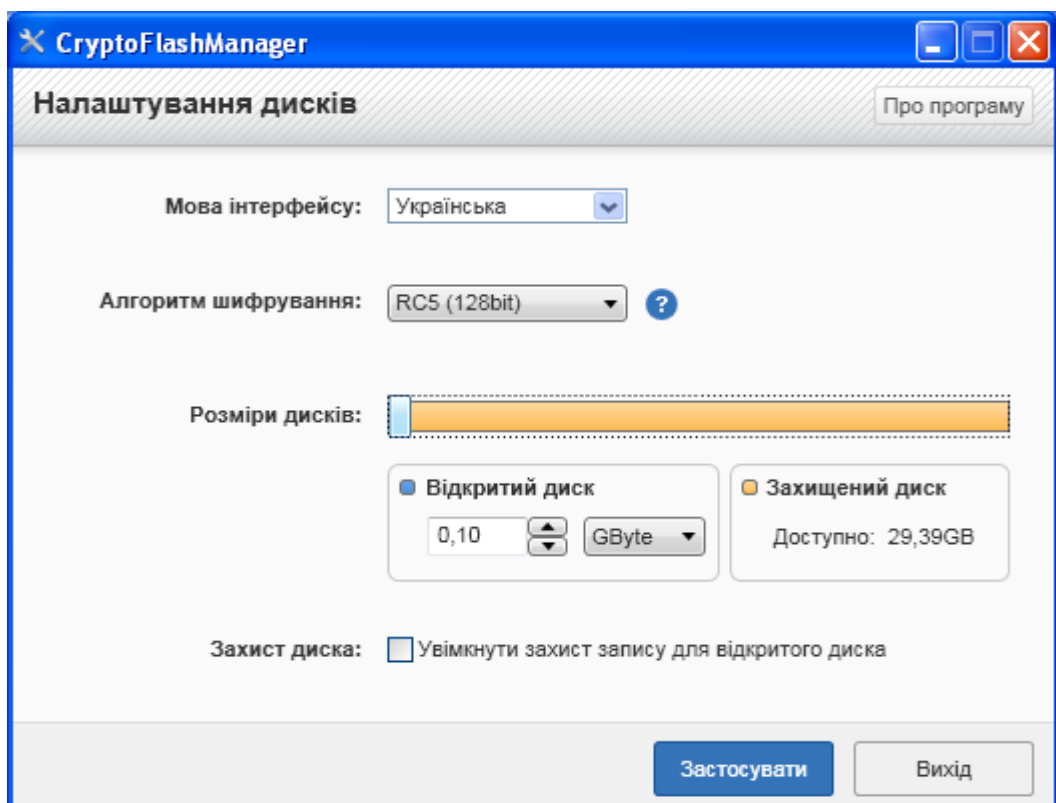 CryptoFlashManager
Налаштування дисків
Про програму
Мова інтерфейсу: Українська
Алгоритм шифрування: RC5 (128bit) ?
Розміри дисків:
Відкритий диск
0,10 GByte
Захищений диск
Доступно: 29,39GB
Захист диска: Увімкнути захист запису для відкритого диска
Застосувати
Вихід